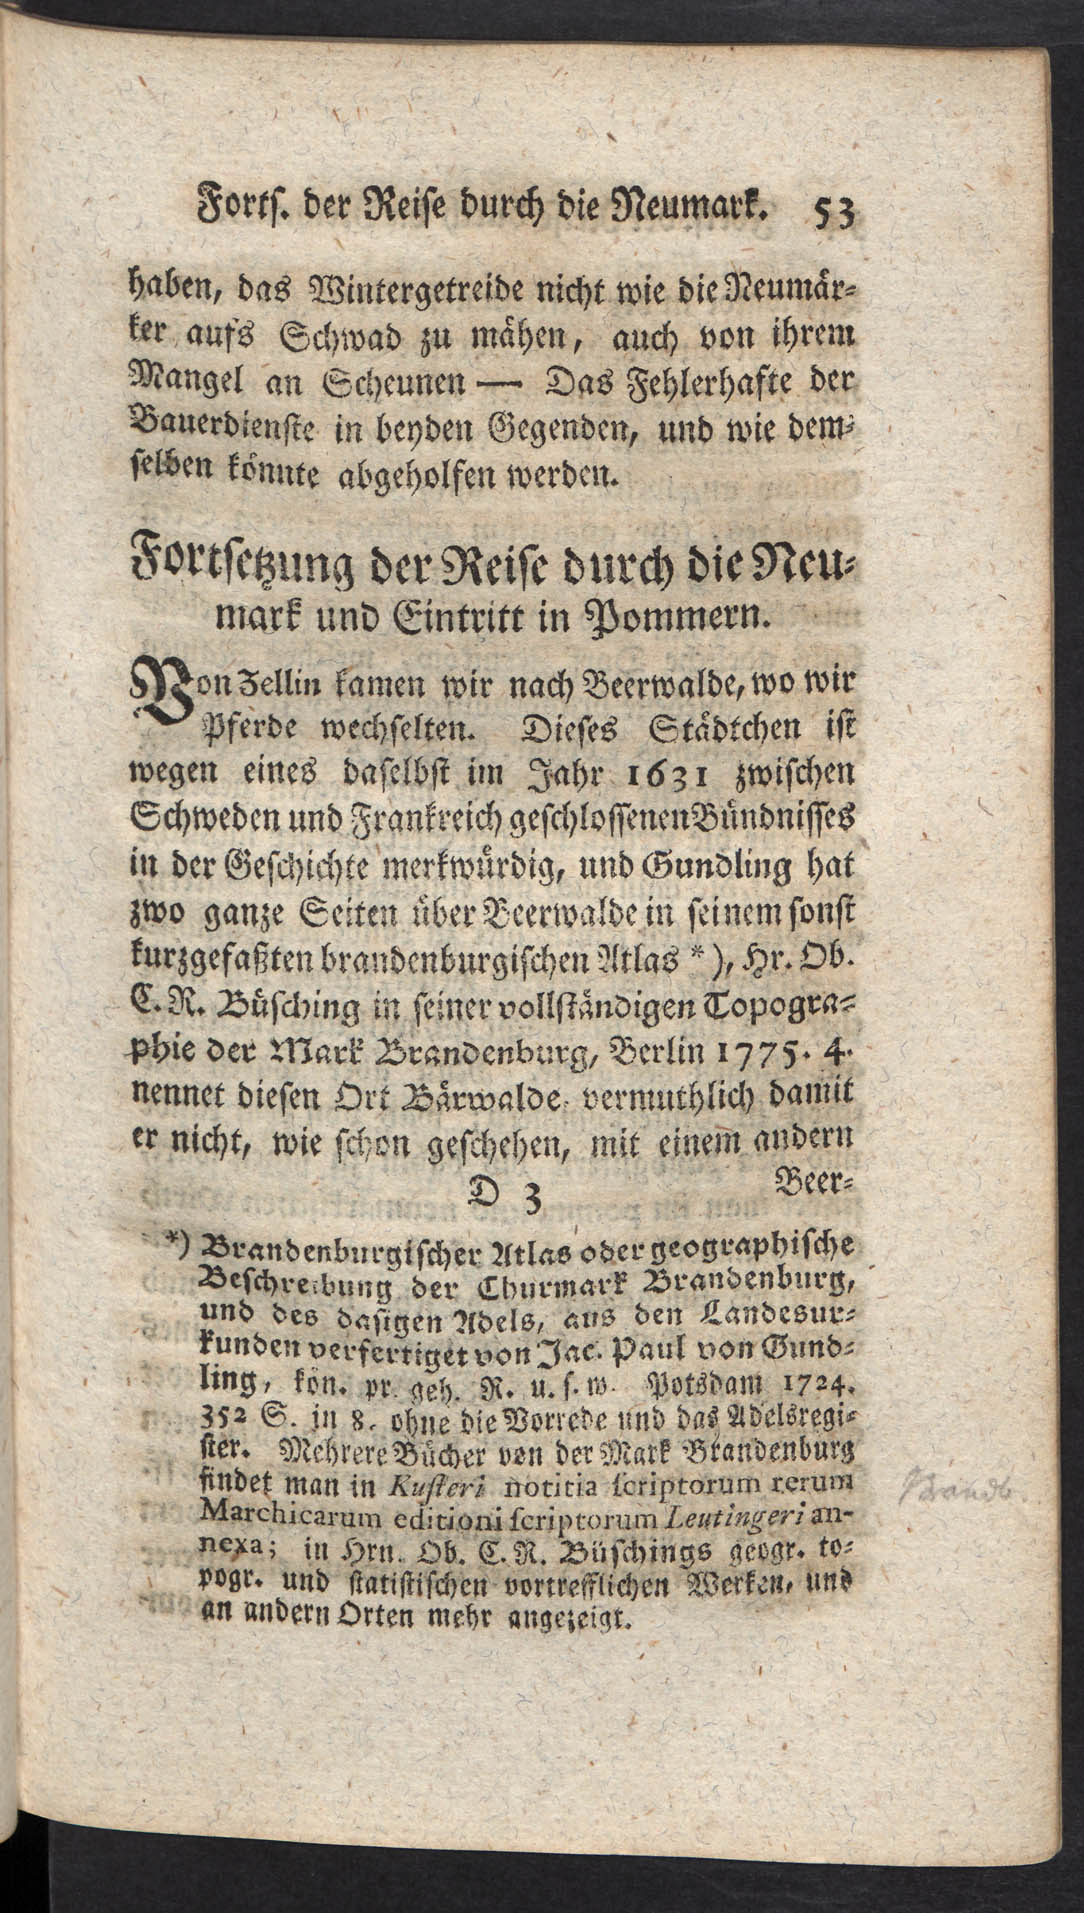 Forts. der Reise durch die Neumark. 53
haben, das Wintergetreide nicht wie die Neumär-
ker aufs Schwad zu mähen, auch von ihrem
Mangel an Scheunen — Das Fehlerhafte der
Bauerdienste in beyden Gegenden, und wie dem-
selben könnte abgeholfen werden.
Fortsetzung der Reise durch die Neu-
mark und Eintritt in Pommern.
Von Zellin kamen wir nach Beerwalde, wo wir
Pferde wechselten. Dieses Städtchen ist
wegen eines daselbst im Jahr 1631 zwischen
Schweden und Frankreich geschlossenen Bündnisses
in der Geschichte merkwürdig, und Gundling hat
zwo ganze Seiten über Beerwalde in seinem sonst
kurzgefaßten brandenburgischen Atlas *), Hr. Ob.
C. R. Büsching in seiner vollständigen Topogra-
phie der Mark Brandenburg, Berlin 1775. 4.
nennet diesen Ort Bärwalde, vermuthlich damit
er nicht, wie schon geschehen, mit einem andern
D 3 Beer-
*) Brandenburgischer Atlas oder geographische
Beschreibung der Churmark Brandenburg,
und des dasigen Adels, aus den Landesur-
kunden verfertiget von Jac. Paul von Gund-
ling, kön. pr. geh. R. u. s. w. Potsdam 1724.
352 S. in 8. ohne die Vorrede und das Adelsregi-
ster. Mehrere Bücher von der Mark Brandenburg
findet man in Kusteri notitia scriptorum rerum
Marchicarum editioni scriptorum Leutingeri an-
nexa; in Hrn. Ob. C. R. Büschings geogr. to-
pogr. und statistischen vortrefflichen Werken, und
an andern Orten mehr angezeigt.